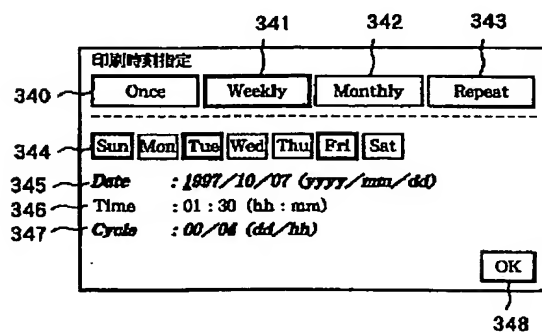 341 342 343
印刷時刻指定
340 Once Weekly Monthly Repeat
344 Sun Mon Tue Wed Thu Fri Sat
345 Date : 1997/10/07 (yyyy/mm/dd)
346 Time : 01 : 30 (hh : mm)
347 Cycle : 00/04 (dd/hh)
OK
348